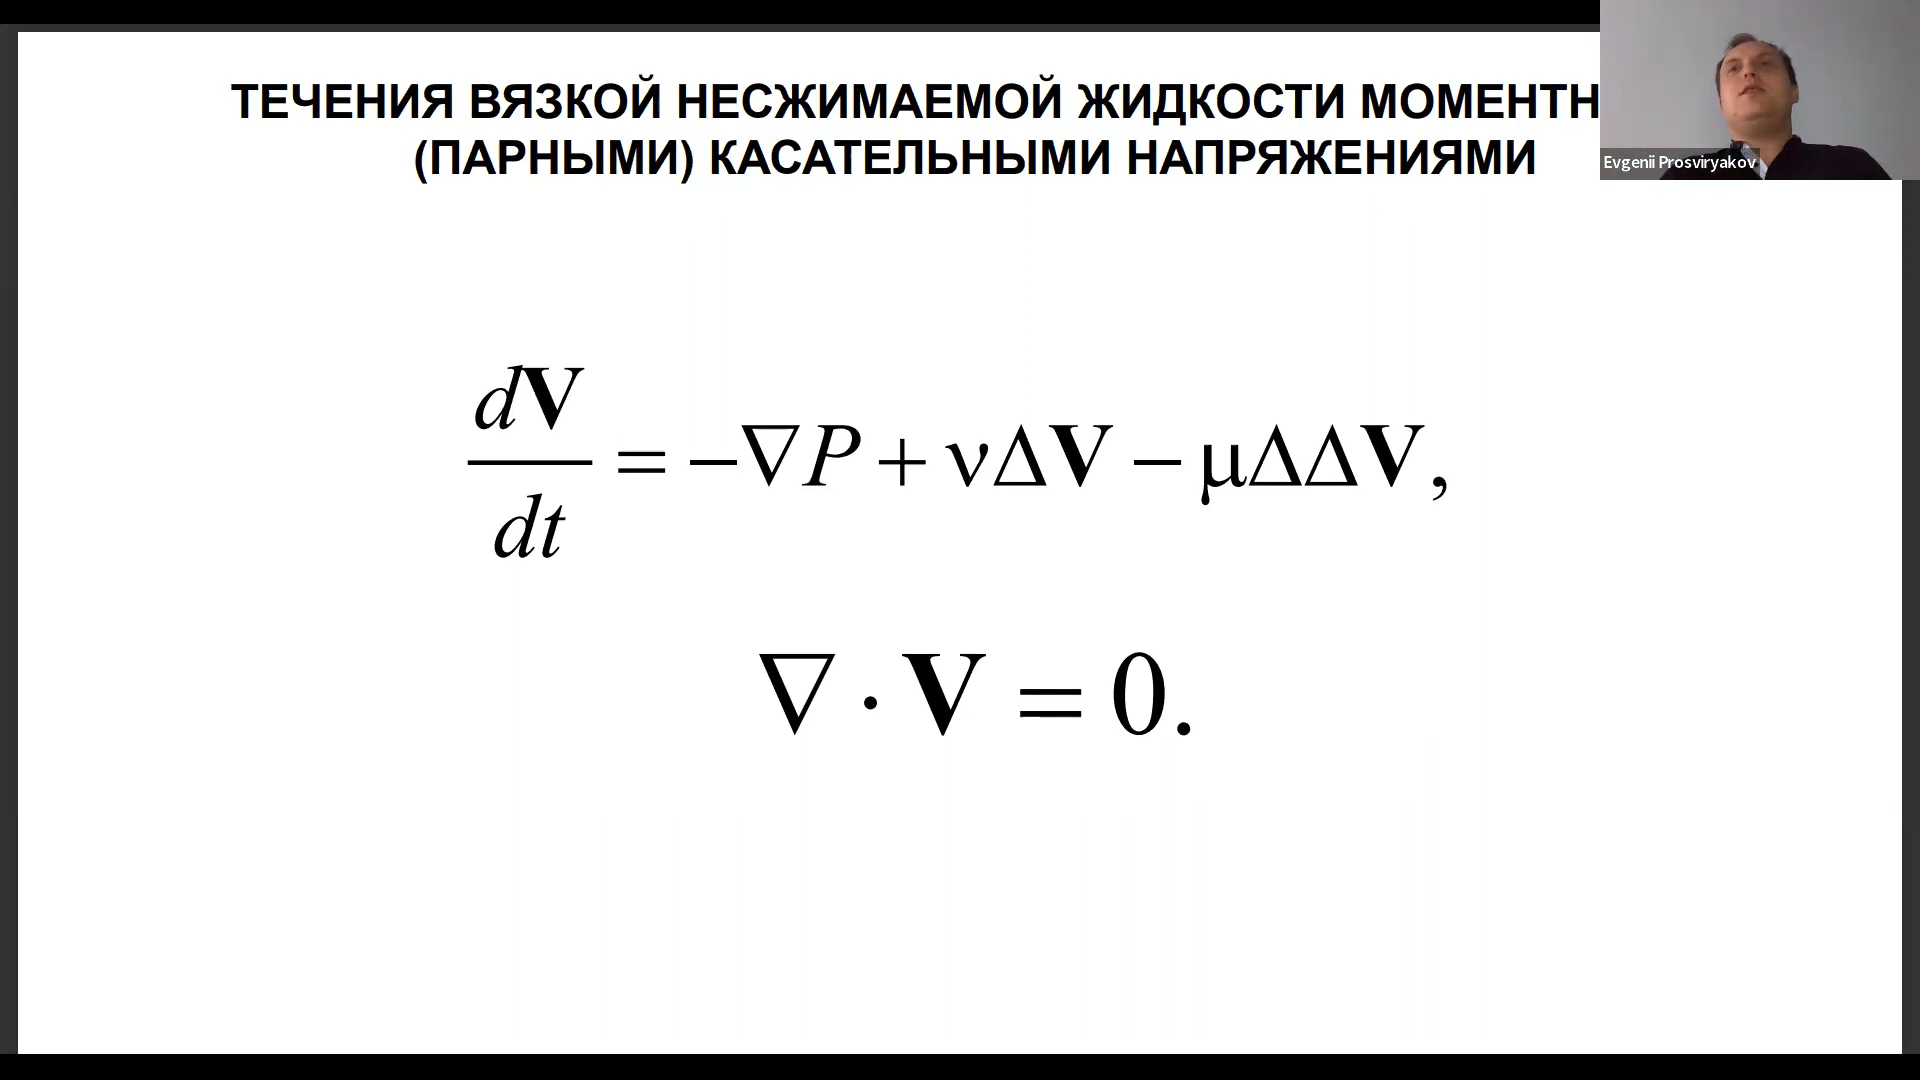 ТЕЧЕНИЯ ВЯЗКОЙ НЕСЖИМАЕМОЙ ЖИДКОСТИ МОМЕНТН
(ПАРНЫМИ) КАСАТЕЛЬНЫМИ НАПРЯЖЕНИЯМИ
Evgenii Prosviryakov
dV/dt = −∇P + νΔV − μΔΔV,
∇ · V = 0.